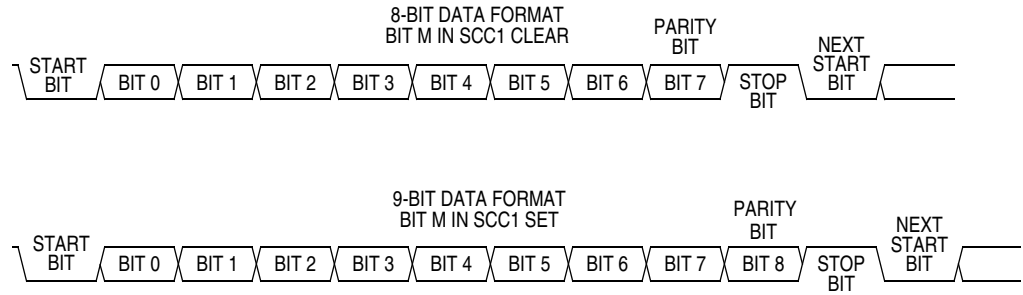 8-BIT DATA FORMAT
BIT M IN SCC1 CLEAR
PARITY
BIT
NEXT
START
BIT
START
BIT
BIT 0
BIT 1
BIT 2
BIT 3
BIT 4
BIT 5
BIT 6
BIT 7
STOP
BIT
9-BIT DATA FORMAT
BIT M IN SCC1 SET
PARITY
BIT
NEXT
START
BIT
START
BIT
BIT 0
BIT 1
BIT 2
BIT 3
BIT 4
BIT 5
BIT 6
BIT 7
BIT 8
STOP
BIT